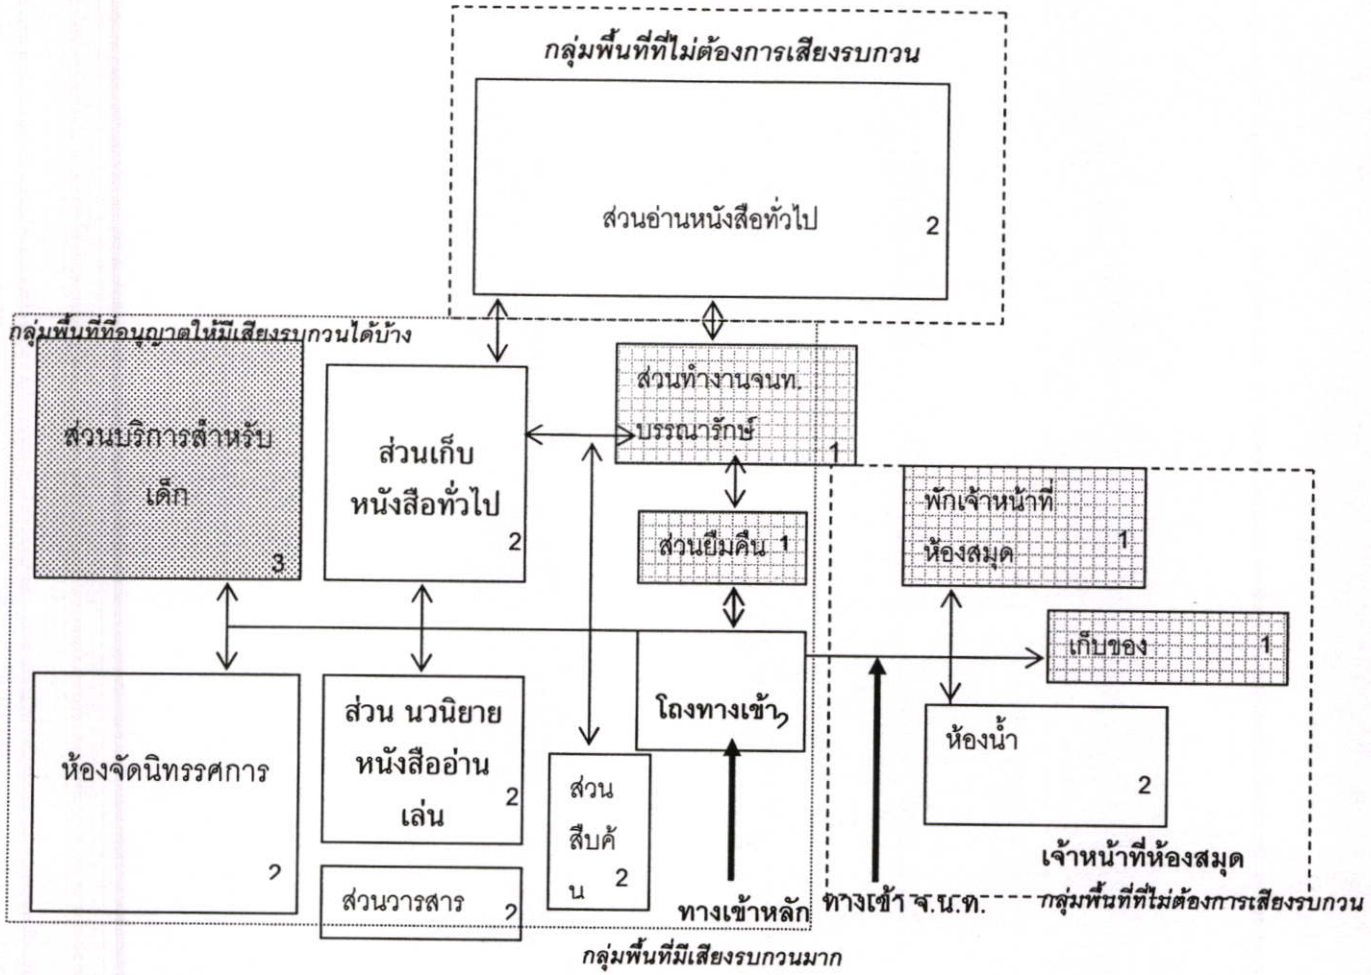 กลุ่มพื้นที่ที่ไม่ต้องการเสียงรบกวน
ส่วนอ่านหนังสือทั่วไป
2
กลุ่มพื้นที่ที่อนุญาตให้มีเสียงรบกวนได้บ้าง
ส่วนบริการสำหรับ
เด็ก
3
ส่วนเก็บ
หนังสือทั่วไป
2
ส่วนทำงานจนท.
บรรณารักษ์
1
ส่วนยืมคืน 1
พักเจ้าหน้าที่
ห้องสมุด
1
เก็บของ 1
ห้องจัดนิทรรศการ
2
ส่วน นวนิยาย
หนังสืออ่าน
เล่น
2
ส่วนวารสาร 2
ส่วน
สืบค้
น
2
โถงทางเข้า 2
ห้องน้ำ
2
เจ้าหน้าที่ห้องสมุด
ทางเข้าหลัก
ทางเข้า จ.น.ท.
กลุ่มพื้นที่ที่ไม่ต้องการเสียงรบกวน
กลุ่มพื้นที่มีเสียงรบกวนมาก